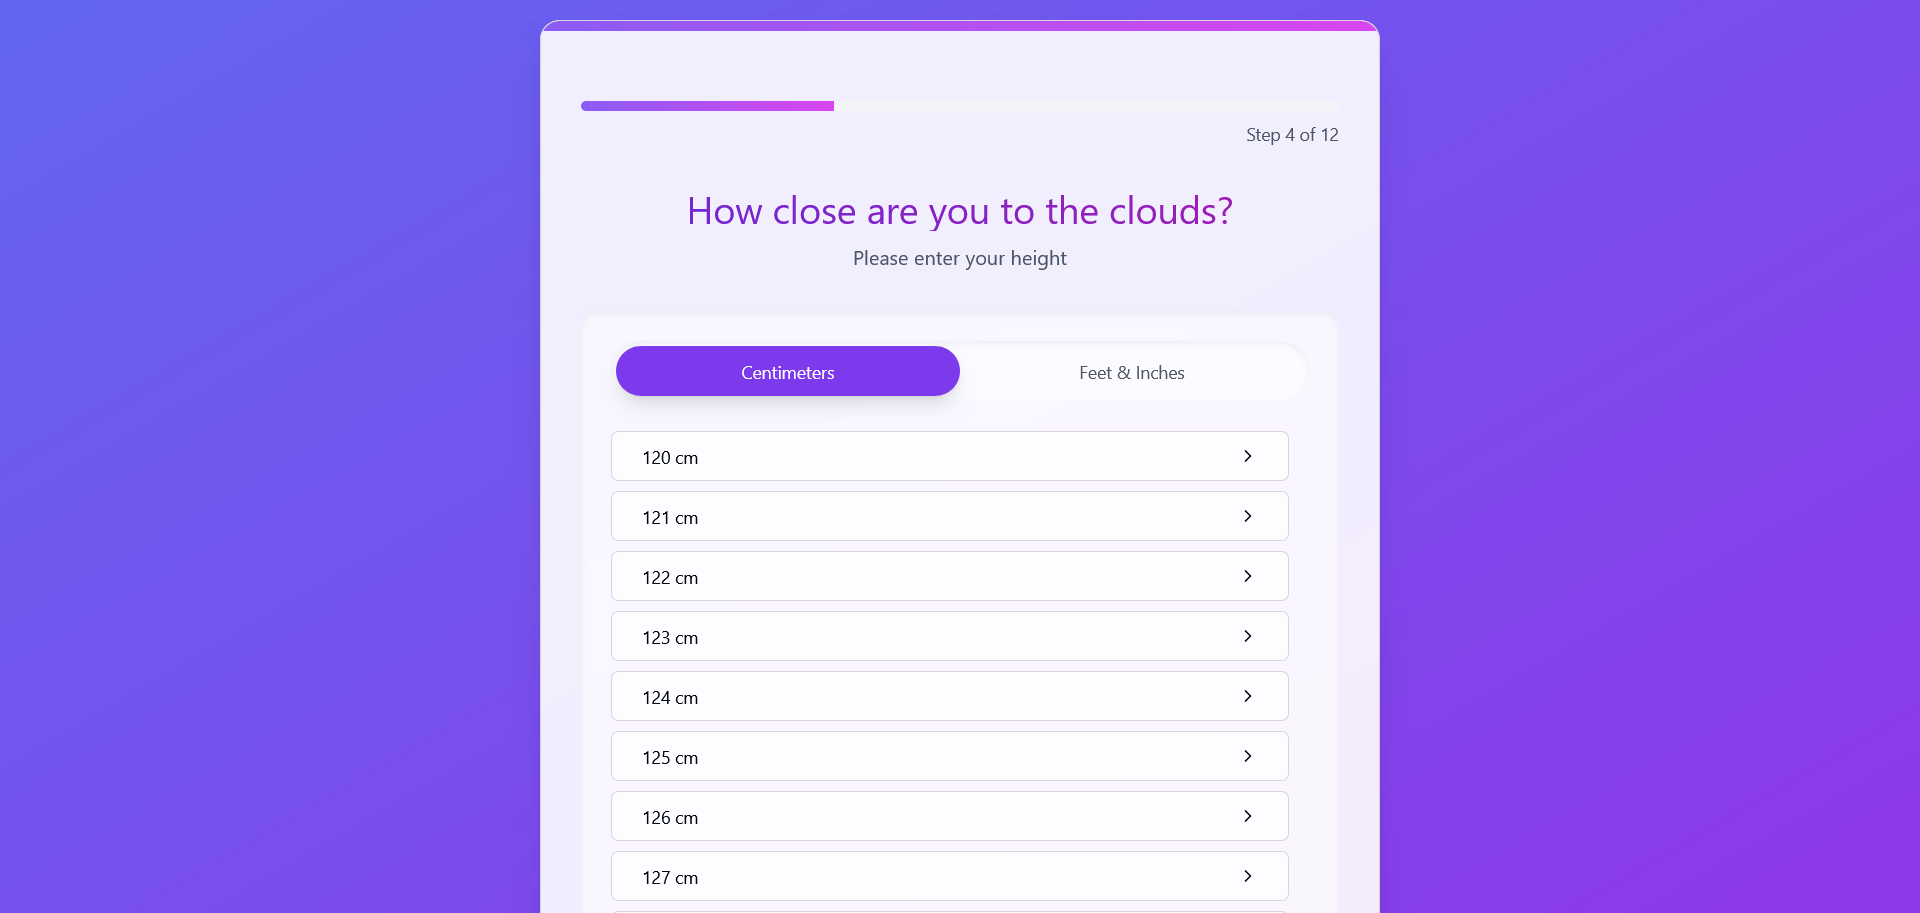 Step 4 of 12
How close are you to the clouds?
Please enter your height
Centimeters Feet & Inches
120 cm
121 cm
122 cm
123 cm
124 cm
125 cm
126 cm
127 cm